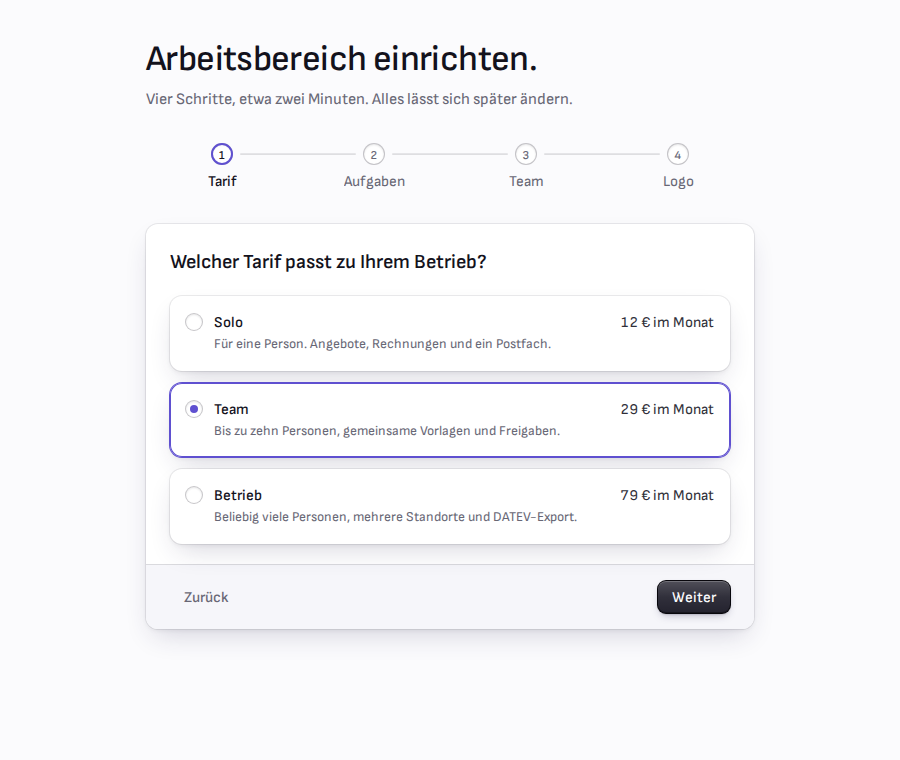 Arbeitsbereich einrichten.
Vier Schritte, etwa zwei Minuten. Alles lässt sich später ändern.
1 2 3 4
Tarif Aufgaben Team Logo
Welcher Tarif passt zu Ihrem Betrieb?
Solo 12 € im Monat
Für eine Person. Angebote, Rechnungen und ein Postfach.
Team 29 € im Monat
Bis zu zehn Personen, gemeinsame Vorlagen und Freigaben.
Betrieb 79 € im Monat
Beliebig viele Personen, mehrere Standorte und DATEV-Export.
Zurück Weiter